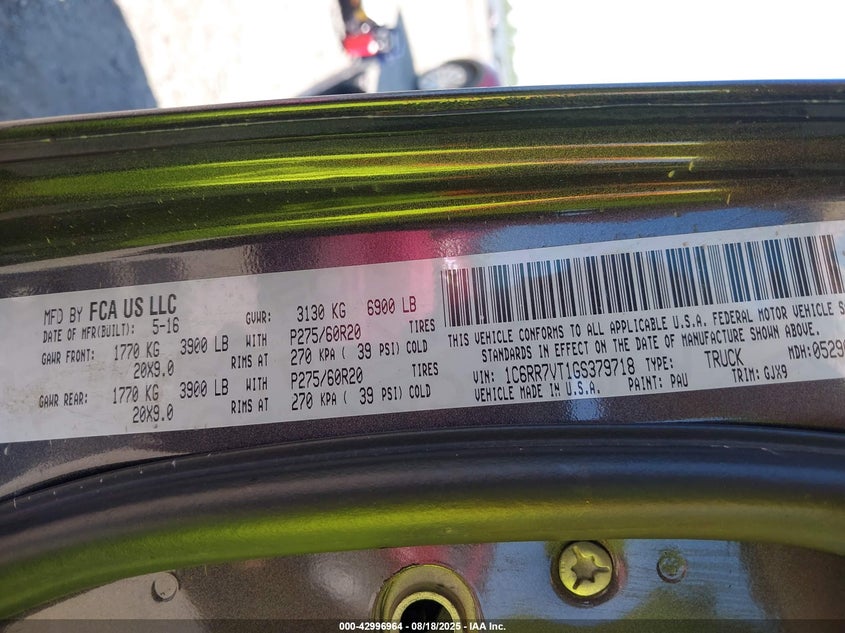 MFD BY FCA US LLC
DATE OF MFR(BUILT): 5-16
GVWR: 3130 KG 6900 LB
GAWR FRONT: 1770 KG 3900 LB WITH P275/60R20 TIRES
20X9.0 RIMS AT 270 KPA ( 39 PSI) COLD
GAWR REAR: 1770 KG 3900 LB WITH P275/60R20 TIRES
20X9.0 RIMS AT 270 KPA ( 39 PSI) COLD
THIS VEHICLE CONFORMS TO ALL APPLICABLE U.S.A. FEDERAL MOTOR VEHICLE
STANDARDS IN EFFECT ON THE DATE OF MANUFACTURE SHOWN ABOVE.
VIN: 1C6RR7VT1GS379718 TYPE: TRUCK MDH:
VEHICLE MADE IN U.S.A. PAINT: PAU TRIM: GJX9
000-42996964 - 08/18/2025 - IAA Inc.